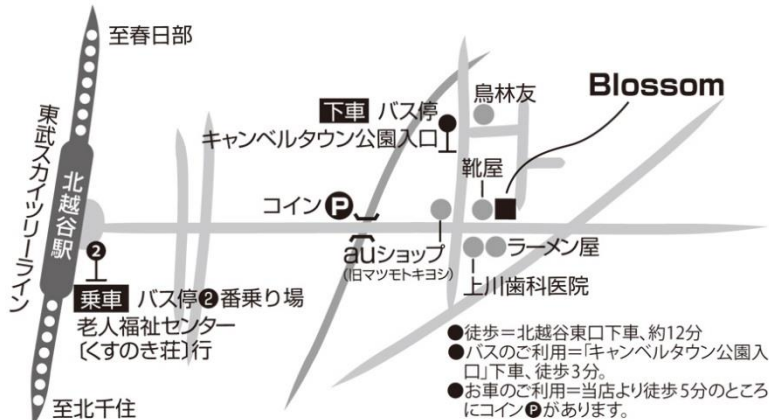 至春日部
東武スカイツリーライン
北越谷駅
下車 バス停
キャンベルタウン公園入口
鳥林友
Blossom
靴屋
コインP
auショップ
(旧マツモトキヨシ)
ラーメン屋
上川歯科医院
❷
乗車 バス停❷番乗り場
老人福祉センター
〔くすのき荘〕行
至北千住
●徒歩=北越谷東口下車、約12分
●バスのご利用=「キャンベルタウン公園入
口」下車、徒歩3分。
●お車のご利用=当店より徒歩5分のところ
にコインPがあります。